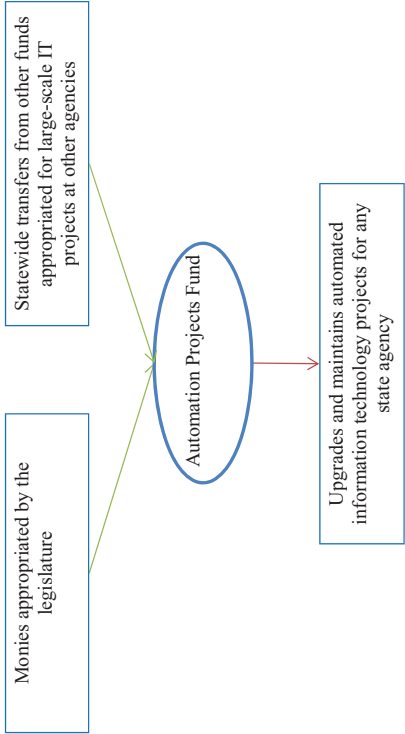 Monies appropriated by the
legislature
Statewide transfers from other funds
appropriated for large-scale IT
projects at other agencies
Automation Projects Fund
Upgrades and maintains automated
information technology projects for any
state agency